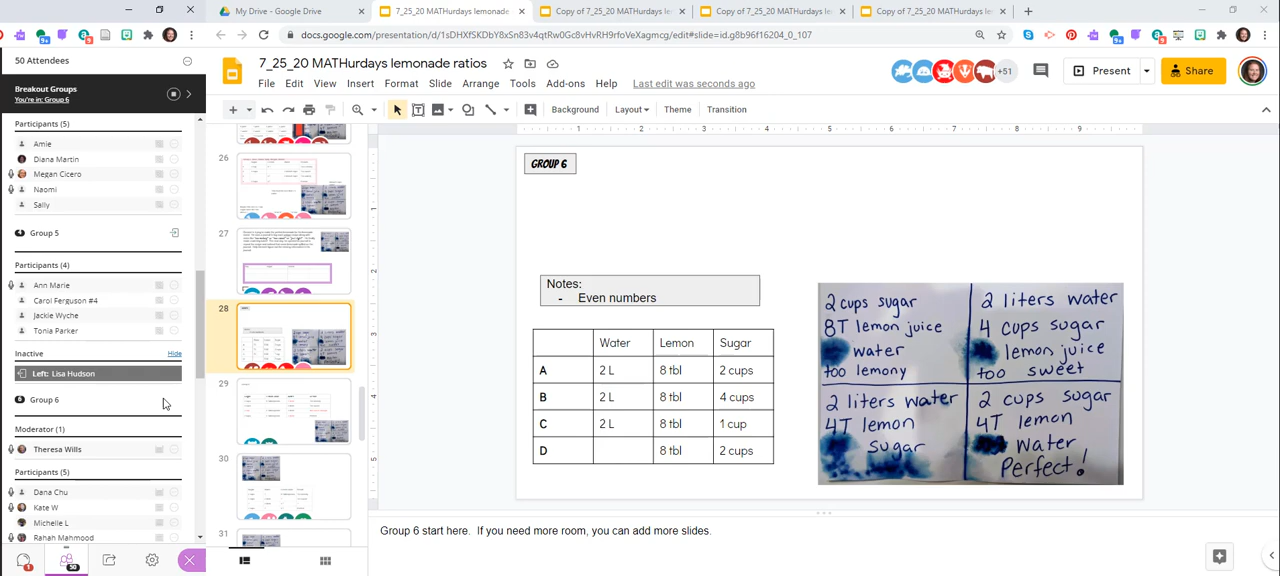 My Drive - Google Drive
7_25_20 MATHurdays lemonade
Copy of 7_25_20 MATHurdays l
Copy of 7_25_20 MATHurdays l
Copy of 7_25_20 MATHurdays l
docs.google.com/presentation/d/1sDHXfSKDbY8xSn83v4qtRw0Gc8vHvRH9rfoVeXagmcg/edit#slide=id.g8b96f16204_0_107
50 Attendees
Breakout Groups
You're in: Group 6
Participants (5)
Amie
Diana Martin
Megan Cicero
Naomi
Sally
Group 5
Participants (4)
Ann Marie
Carol Ferguson #4
Jackie Wyche
Tonia Parker
Inactive
Hide
Left: Lisa Hudson
Group 6
Moderator (1)
Theresa Wills
Participants (5)
Dana Chu
Kate W
Michelle L
Rahah Mahmood
7_25_20 MATHurdays lemonade ratios
File Edit View Insert Format Slide Arrange Tools Add-ons Help Last edit was seconds ago
+51
Present
Share
Background Layout Theme Transition
26
27
28
29
30
31
1 2 3 4 5 6 7 8 9
GROUP 6
Notes:
- Even numbers
Water Lemon Sugar
A 2 L 8 tbl 2 cups
B 2 L 8 tbl 4 cups
C 2 L 8 tbl 1 cup
D 8 tbl 2 cups
2 cups sugar
8T lemon juice
water
too lemony
2 liters water
4 cups sugar
lemon juice
too sweet
2 liters water
4T lemon
sugar
2 cups sugar
4T lemon
water
Perfect!
Group 6 start here. If you need more room, you can add more slides.